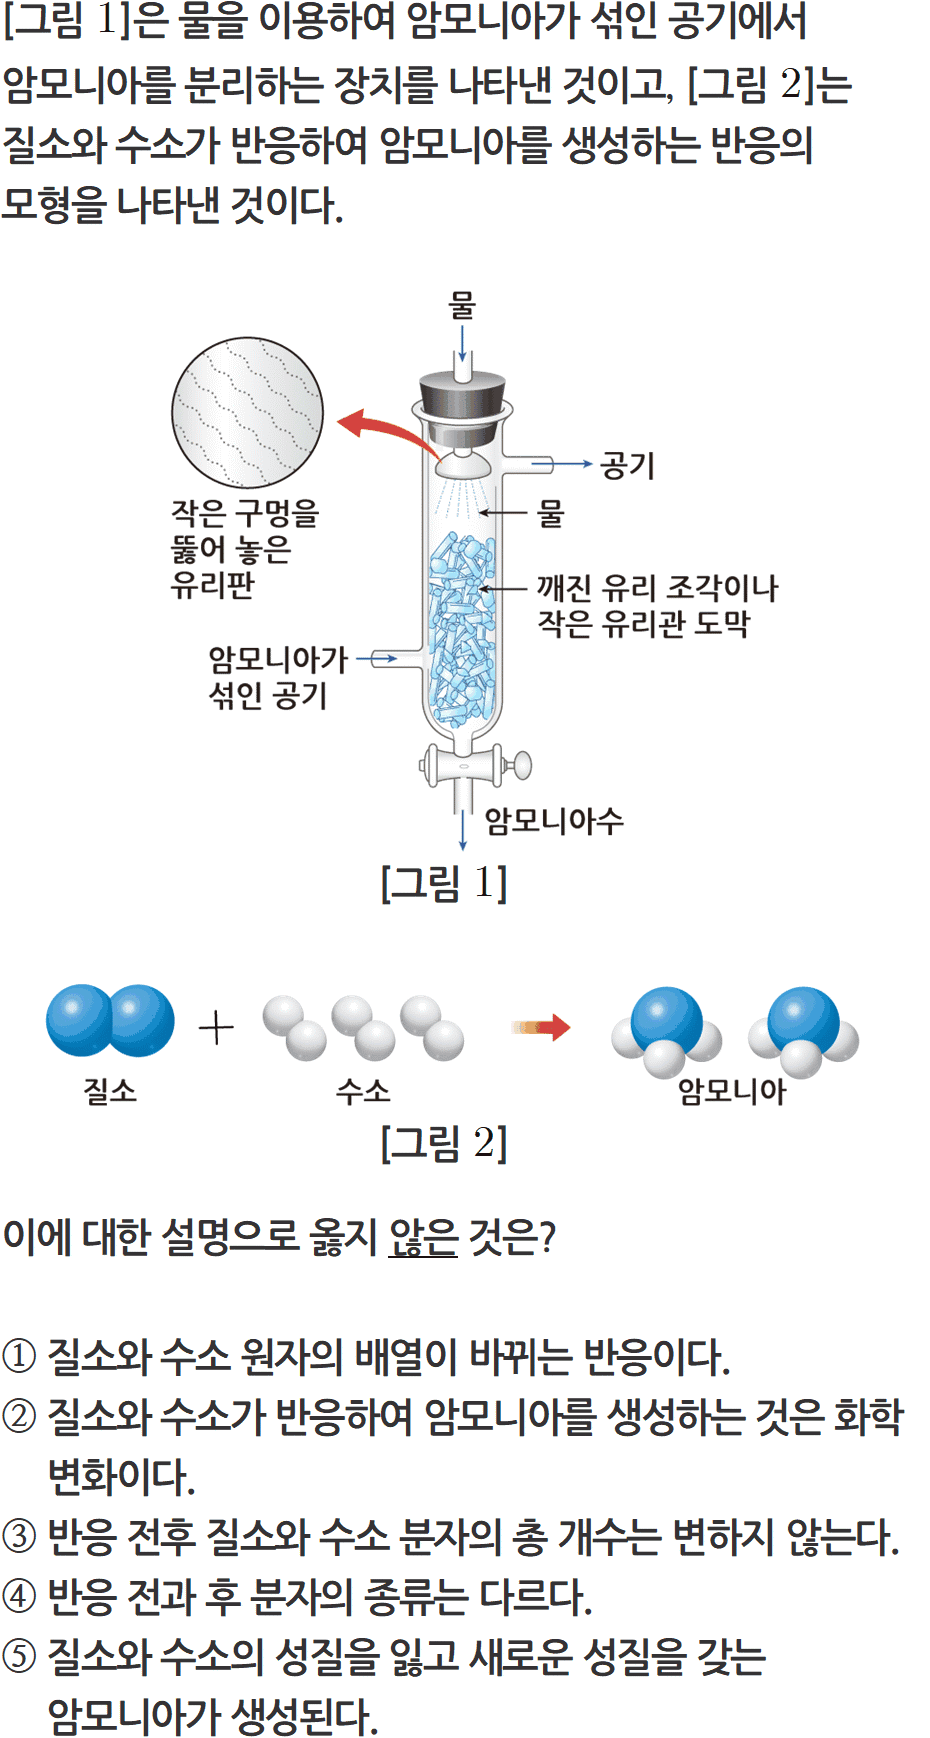 [그림 1]은 물을 이용하여 암모니아가 섞인 공기에서
암모니아를 분리하는 장치를 나타낸 것이고, [그림 2]는
질소와 수소가 반응하여 암모니아를 생성하는 반응의
모형을 나타낸 것이다.
물
공기
작은 구멍을
뚫어 놓은
유리판
물
깨진 유리 조각이나
작은 유리관 도막
암모니아가
섞인 공기
암모니아수
[그림 1]
+
질소
수소
암모니아
[그림 2]
이에 대한 설명으로 옳지 않은 것은?
① 질소와 수소 원자의 배열이 바뀌는 반응이다.
② 질소와 수소가 반응하여 암모니아를 생성하는 것은 화학
변화이다.
③ 반응 전후 질소와 수소 분자의 총 개수는 변하지 않는다.
④ 반응 전과 후 분자의 종류는 다르다.
⑤ 질소와 수소의 성질을 잃고 새로운 성질을 갖는
암모니아가 생성된다.